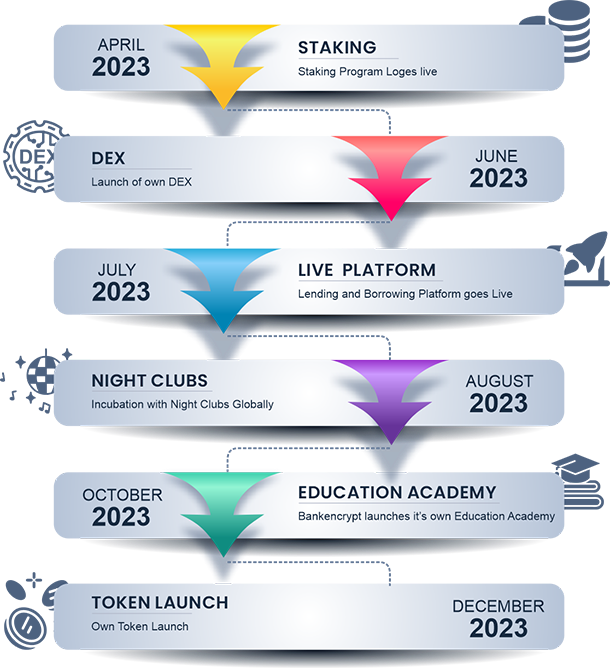 APRIL
2023
STAKING
Staking Program Loges live
DEX
DEX
Launch of own DEX
JUNE
2023
JULY
2023
LIVE PLATFORM
Lending and Borrowing Platform goes Live
NIGHT CLUBS
Incubation with Night Clubs Globally
AUGUST
2023
OCTOBER
2023
EDUCATION ACADEMY
Bankencrypt launches it's own Education Academy
TOKEN LAUNCH
Own Token Launch
DECEMBER
2023